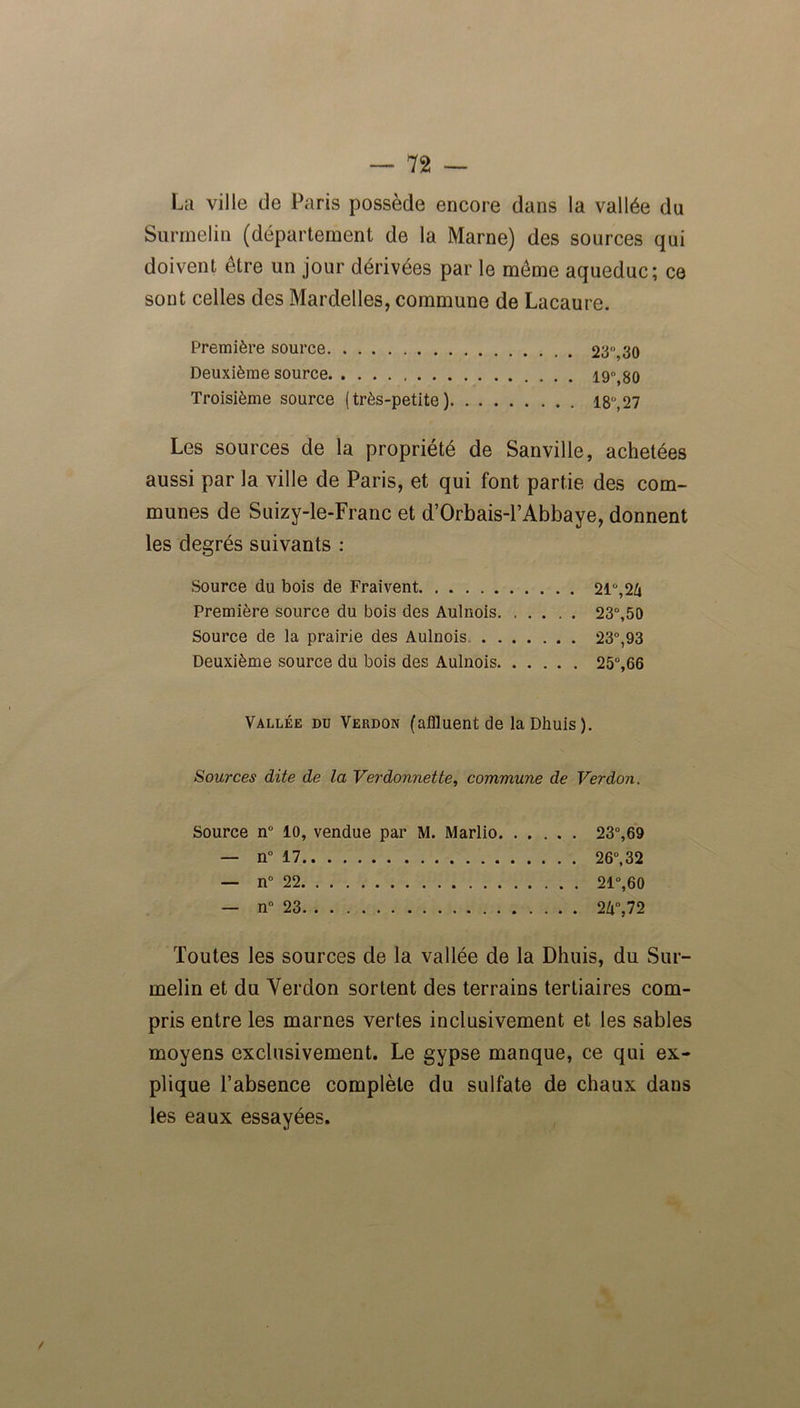 — 72 —
La ville de Paris possède encore dans la vallée du
Surmelin (département de la Marne) des sources qui
doivent être un jour dérivées par le même aqueduc; ce
sont celles des Mardelles, commune de Lacaure.
Première source. . . . . . . . . . . . . . . . . 23°,30
Deuxième source. . . . . . . . . . . . . . . . . 19°,80
Troisième source (très-petite). . . . . . . . . 18°,27
Les sources de la propriété de Sanville, achetées
aussi par la ville de Paris, et qui font partie des com-
munes de Suizy-le-Franc et d'Orbais-l'Abbaye, donnent
les degrés suivants :
Source du bois de Fraivent. . . . . . . . . . . 21°,24
Première source du bois des Aulnois. . . . . . 23°,50
Source de la prairie des Aulnois. . . . . . . . 23°,93
Deuxième source du bois des Aulnois. . . . . . 25°,66
Vallée du Verdon (affluent de la Dhuis).
Sources dite de la Verdonnette, commune de Verdon.
Source n° 10, vendue par M. Marlio. . . . . . 23°,69
— n° 17. . . . . . . . . . . . . . . . . . . . 26°,32
— n° 22. . . . . . . . . . . . . . . . . . . . 21°,60
— n° 23. . . . . . . . . . . . . . . . . . . . 24°,72
Toutes les sources de la vallée de la Dhuis, du Sur-
melin et du Verdon sortent des terrains tertiaires com-
pris entre les marnes vertes inclusivement et les sables
moyens exclusivement. Le gypse manque, ce qui ex-
plique l'absence complète du sulfate de chaux dans
les eaux essayées.